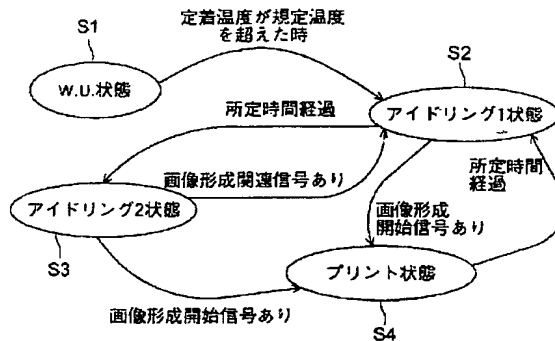 S1
定着温度が規定温度
を超えた時
S2
W.U.状態
アイドリング1状態
所定時間経過
所定時間
経過
画像形成関連信号あり
アイドリング2状態
画像形成
開始信号あり
S3
プリント状態
画像形成開始信号あり
S4